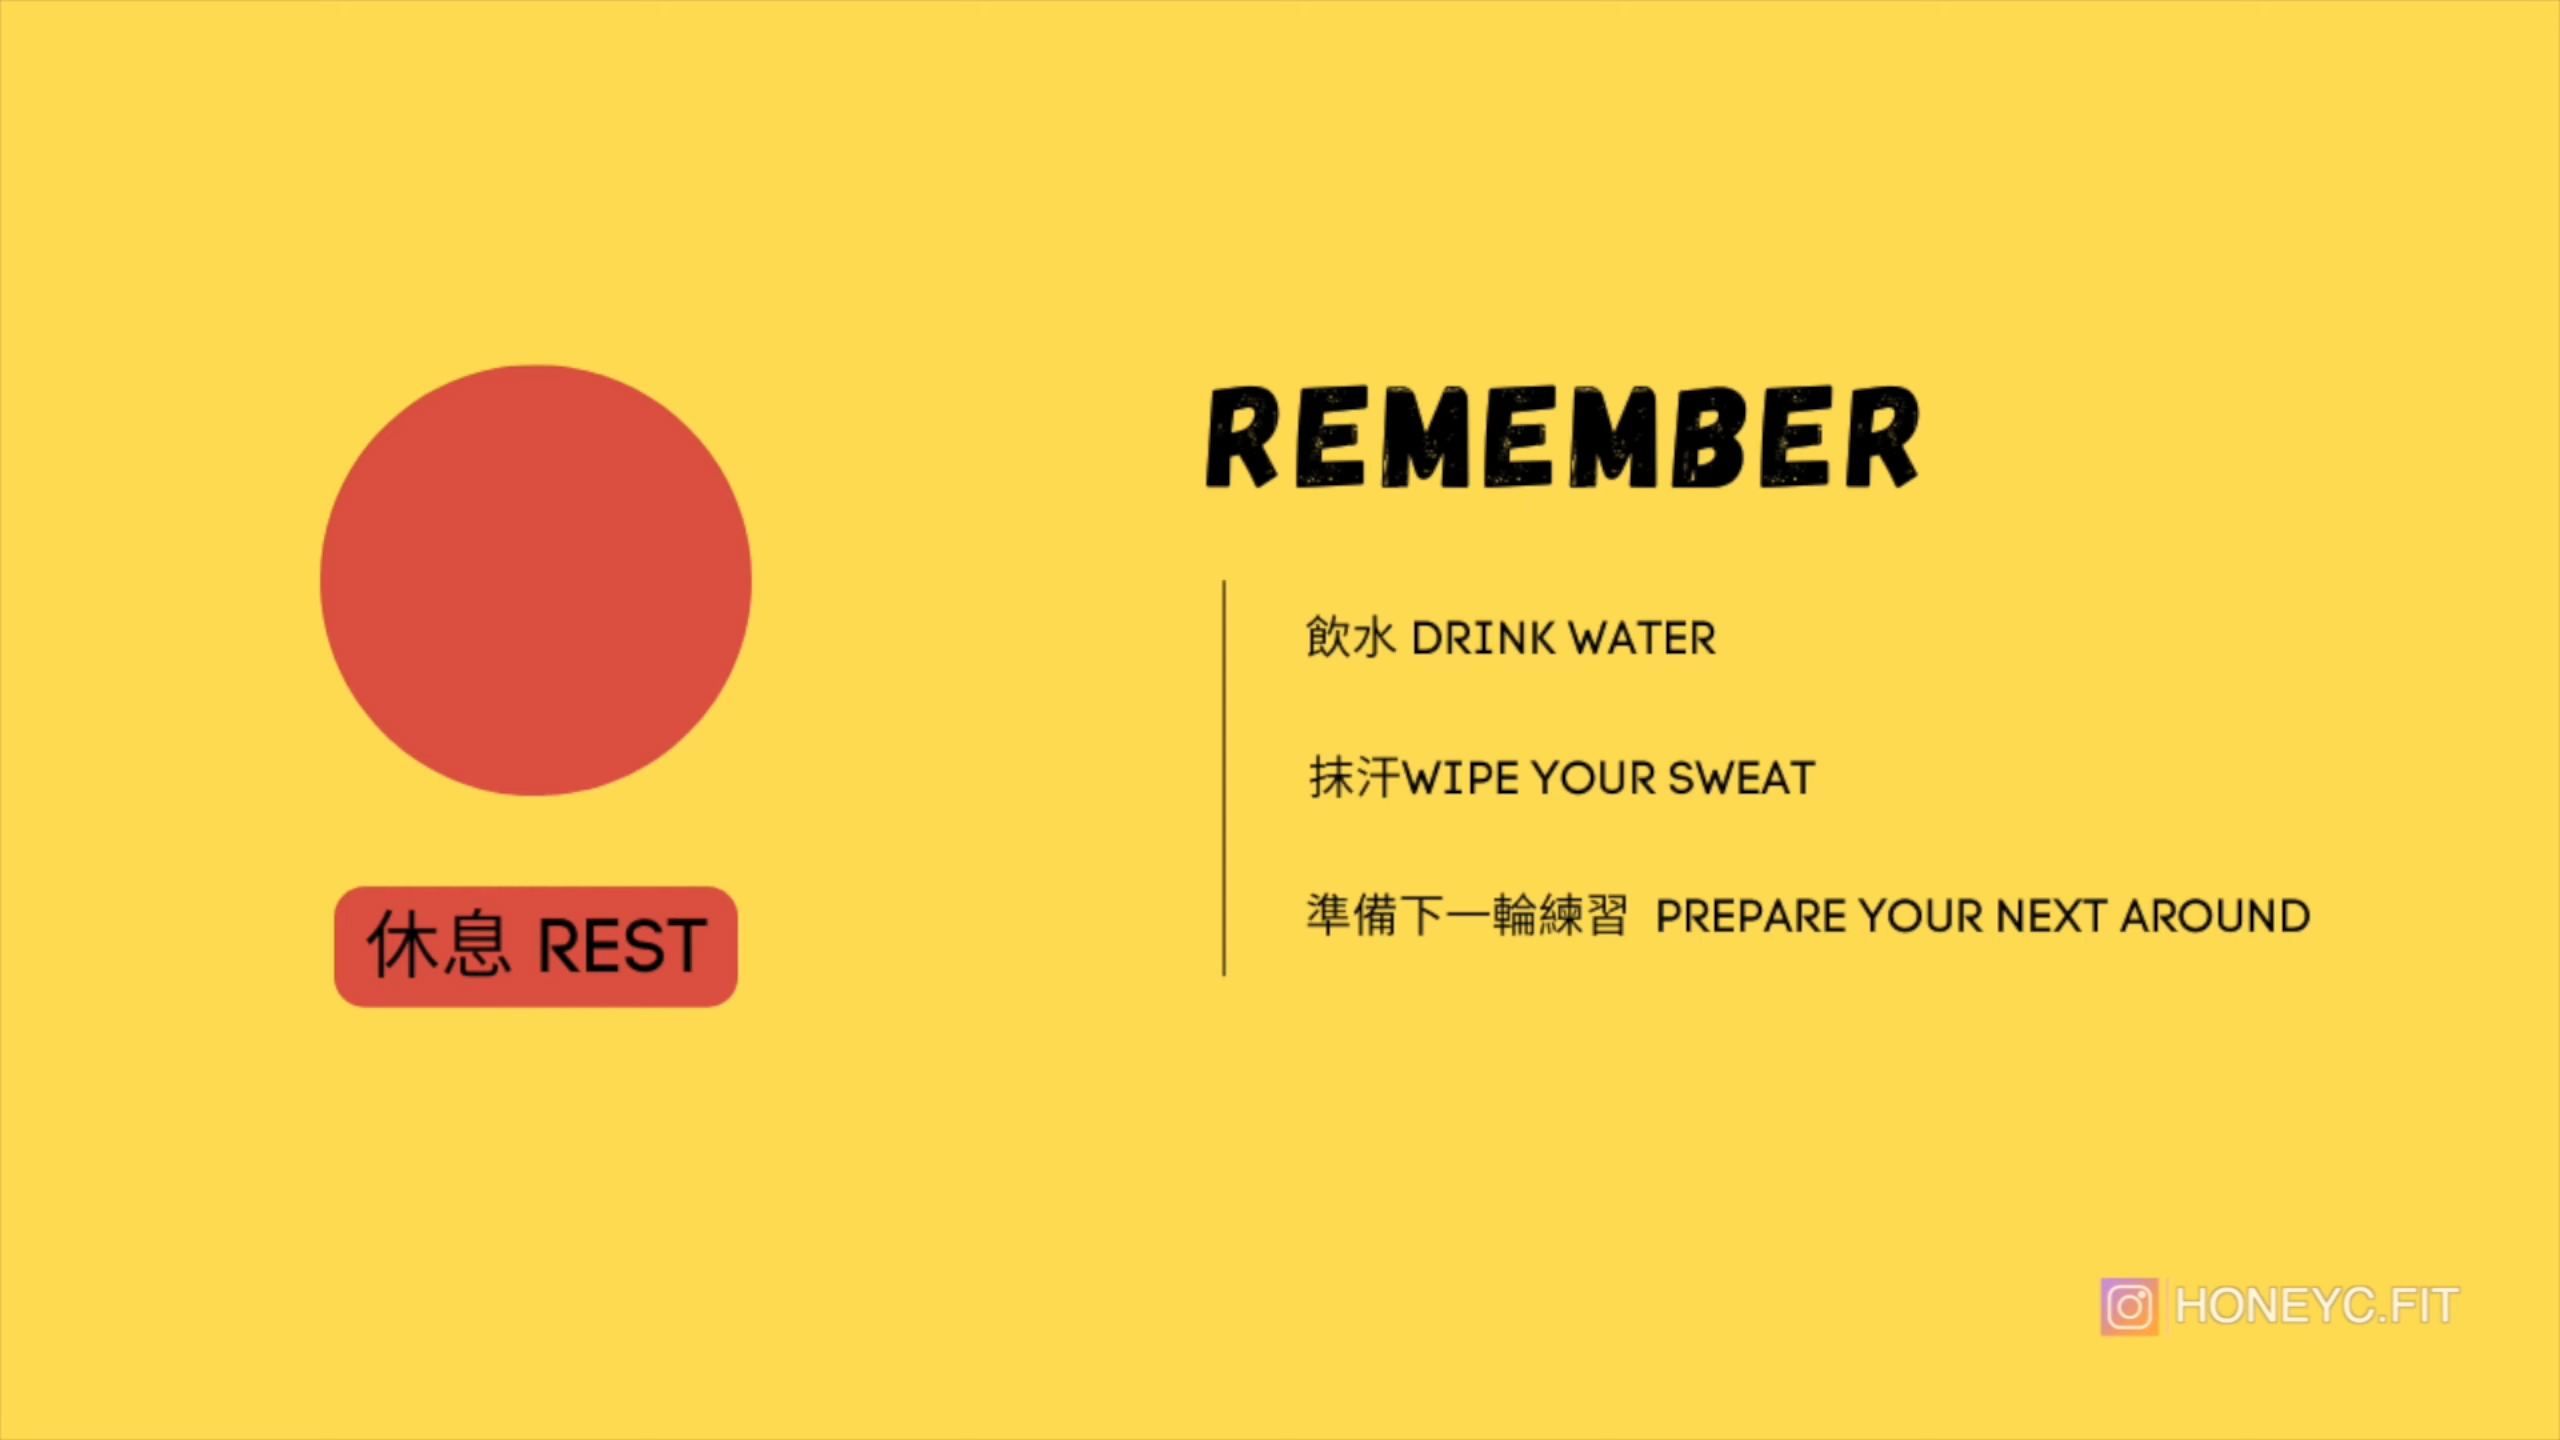 REMEMBER
飲水 DRINK WATER
抹汗WIPE YOUR SWEAT
準備下一輪練習 PREPARE YOUR NEXT AROUND
休息 REST
HONEYC.FIT